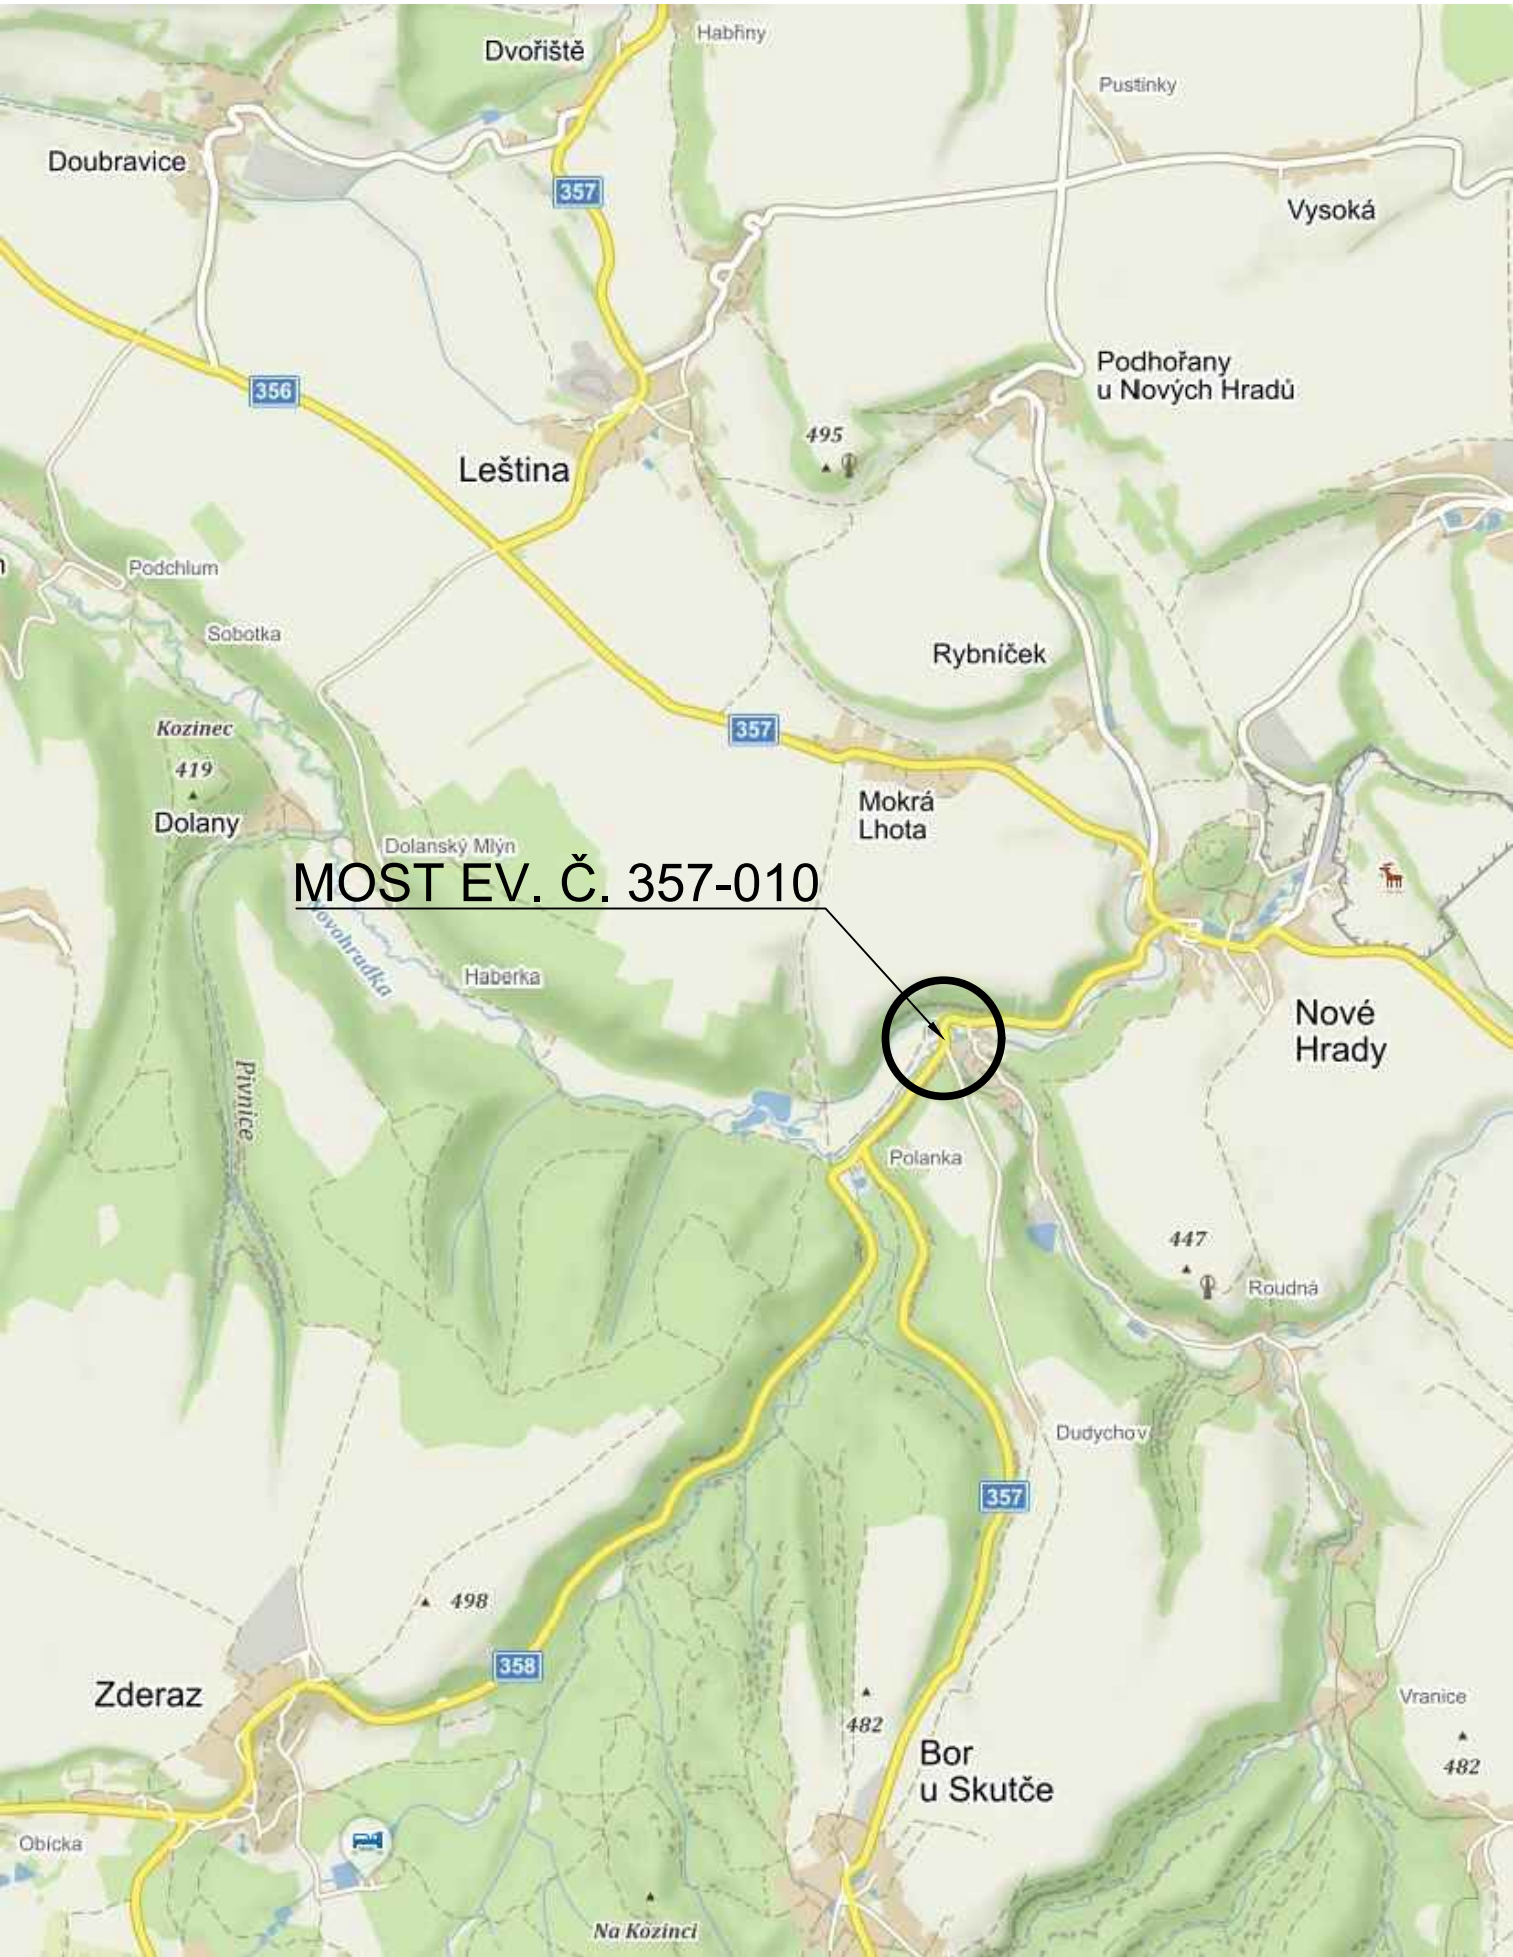 Habřiny
Dvořiště
Pustinky
Doubravice
357
Vysoká
Podhořany
u Nových Hradů
356
495
Leština
Podchlum
Sobotka
Rybníček
Kozinec
357
419
Mokrá
Lhota
Dolany
Dolanský Mlýn
MOST EV. Č. 357-010
Novohradka
Haberka
Nové
Hrady
Pivnice
Polanka
447
Roudná
Dudychov
357
498
358
Zderaz
Vranice
482
Bor
u Skutče
482
Obícka
Na Kozinci